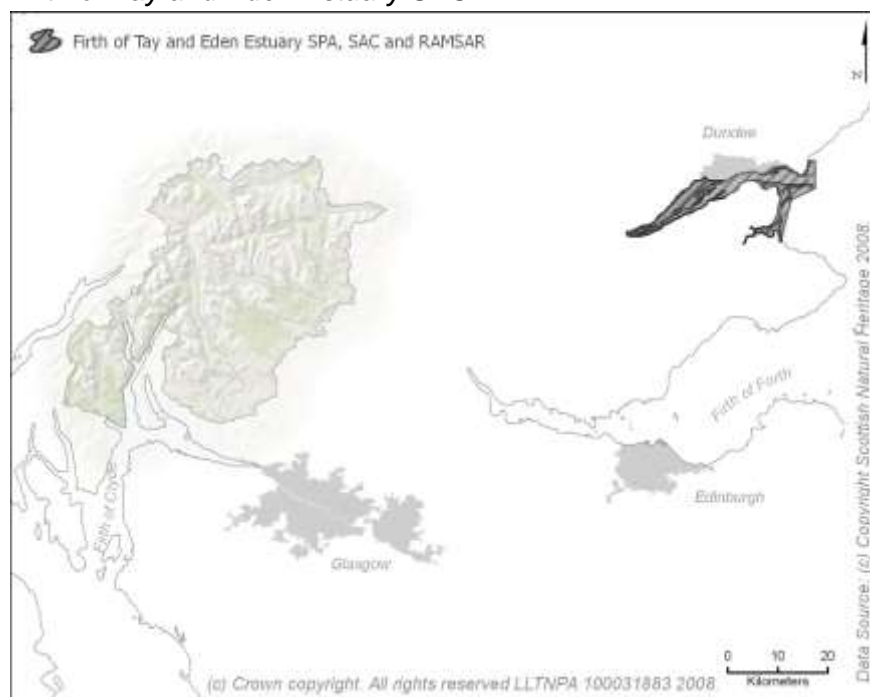 Firth of Tay and Eden Estuary SPA, SAC and RAMSAR
N
Dundee
Firth of Forth
Edinburgh
Firth of Clyde
Glasgow
0 10 20
Kilometers
(c) Crown copyright. All rights reserved LLTNPA 100031883 2008
Data Source: (c) Copyright Scottish Natural Heritage 2008.